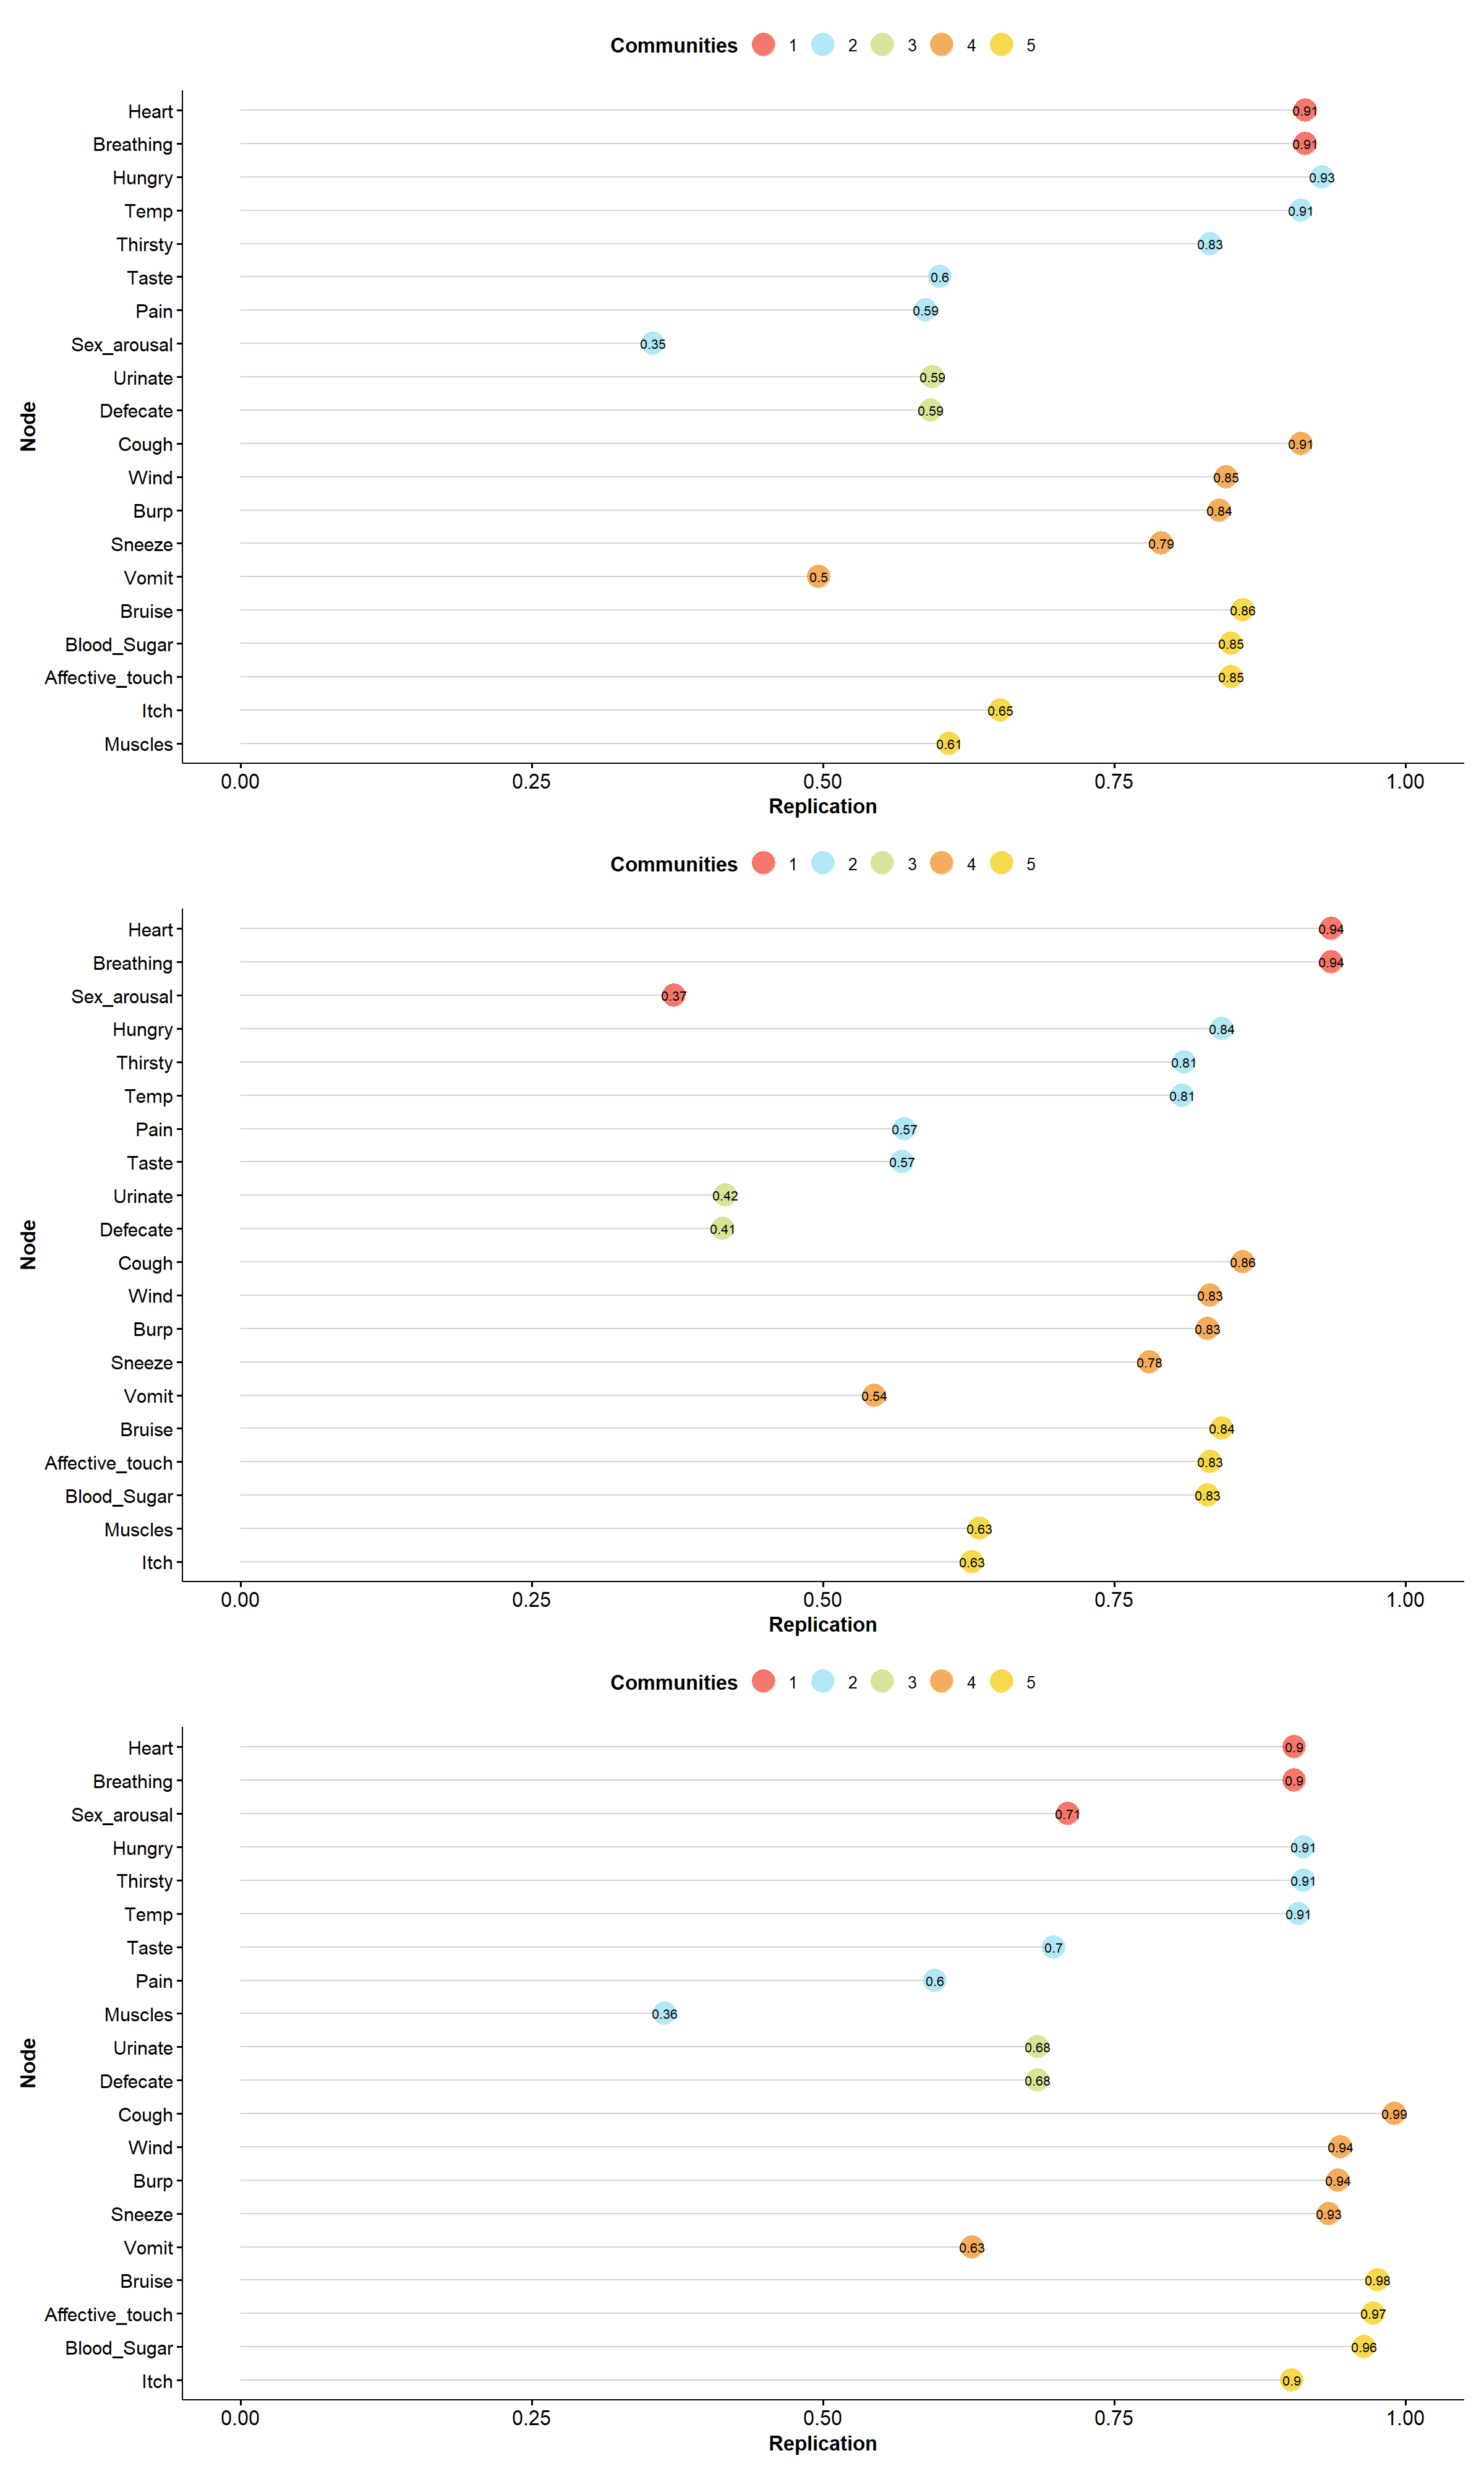 Communities 1 2 3 4 5
Heart 0.91
Breathing 0.91
Hungry 0.93
Temp 0.91
Thirsty 0.83
Taste 0.6
Pain 0.59
Sex_arousal 0.35
Urinate 0.59
Defecate 0.59
Node
Cough 0.91
Wind 0.85
Burp 0.84
Sneeze 0.79
Vomit 0.5
Bruise 0.86
Blood_Sugar 0.85
Affective_touch 0.85
Itch 0.65
Muscles 0.61
0.00 0.25 0.50 0.75 1.00
Replication
Communities 1 2 3 4 5
Heart 0.94
Breathing 0.94
Sex_arousal 0.37
Hungry 0.84
Thirsty 0.81
Temp 0.81
Pain 0.57
Taste 0.57
Urinate 0.42
Defecate 0.41
Node
Cough 0.86
Wind 0.83
Burp 0.83
Sneeze 0.78
Vomit 0.54
Bruise 0.84
Affective_touch 0.83
Blood_Sugar 0.83
Muscles 0.63
Itch 0.63
0.00 0.25 0.50 0.75 1.00
Replication
Communities 1 2 3 4 5
Heart 0.9
Breathing 0.9
Sex_arousal 0.71
Hungry 0.91
Thirsty 0.91
Temp 0.91
Taste 0.7
Pain 0.6
Muscles 0.36
Urinate 0.68
Node
Defecate 0.68
Cough 0.99
Wind 0.94
Burp 0.94
Sneeze 0.93
Vomit 0.63
Bruise 0.98
Affective_touch 0.97
Blood_Sugar 0.96
Itch 0.9
0.00 0.25 0.50 0.75 1.00
Replication